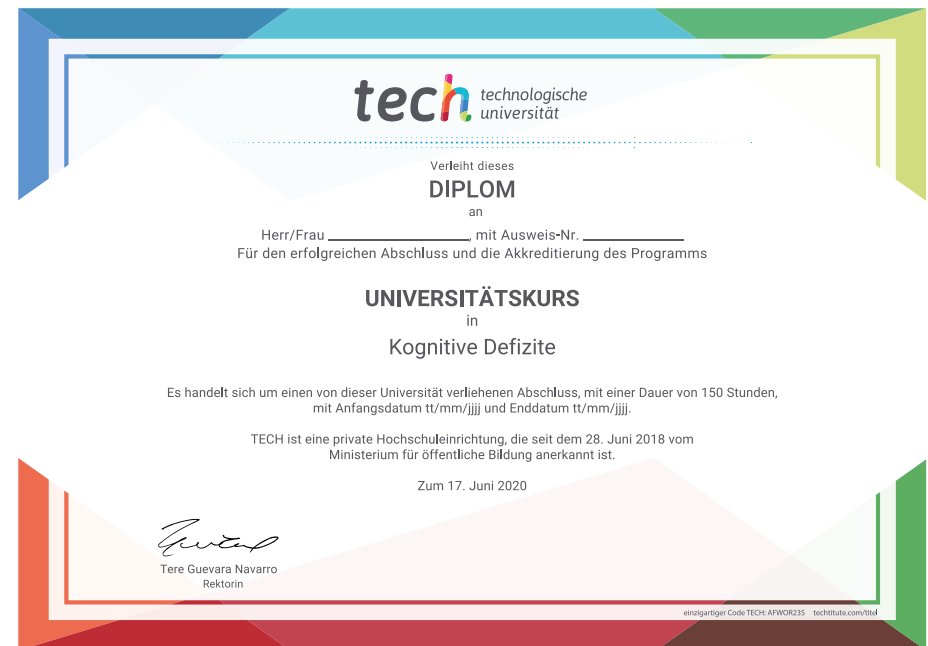 tech technologische
universität
Verleiht dieses
DIPLOM
an
Herr/Frau ____________, mit Ausweis-Nr. ____________
Für den erfolgreichen Abschluss und die Akkreditierung des Programms
UNIVERSITÄTSKURS
in
Kognitive Defizite
Es handelt sich um einen von dieser Universität verliehenen Abschluss, mit einer Dauer von 150 Stunden,
mit Anfangsdatum tt/mm/jjjj und Enddatum tt/mm/jjjj.
TECH ist eine private Hochschuleinrichtung, die seit dem 28. Juni 2018 vom
Ministerium für öffentliche Bildung anerkannt ist.
Zum 17. Juni 2020
Tere Guevara Navarro
Rektorin
einzigartiger Code TECH: AFWOR23S techtitute.com/titel